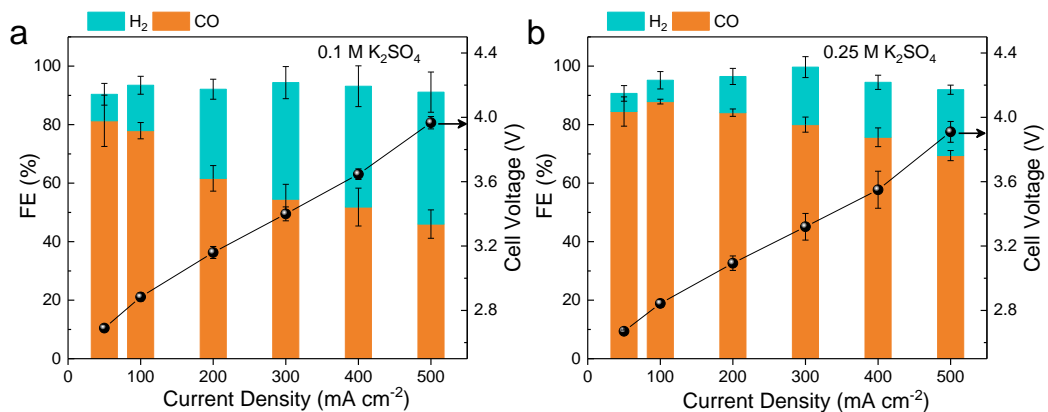 a
H₂ CO
0.1 M K₂SO₄
100
80
60
40
20
0
FE (%)
4.4
4.0
3.6
3.2
2.8
Cell Voltage (V)
0 100 200 300 400 500
Current Density (mA cm⁻²)
b
H₂ CO
0.25 M K₂SO₄
100
80
60
40
20
0
FE (%)
4.4
4.0
3.6
3.2
2.8
Cell Voltage (V)
0 100 200 300 400 500
Current Density (mA cm⁻²)